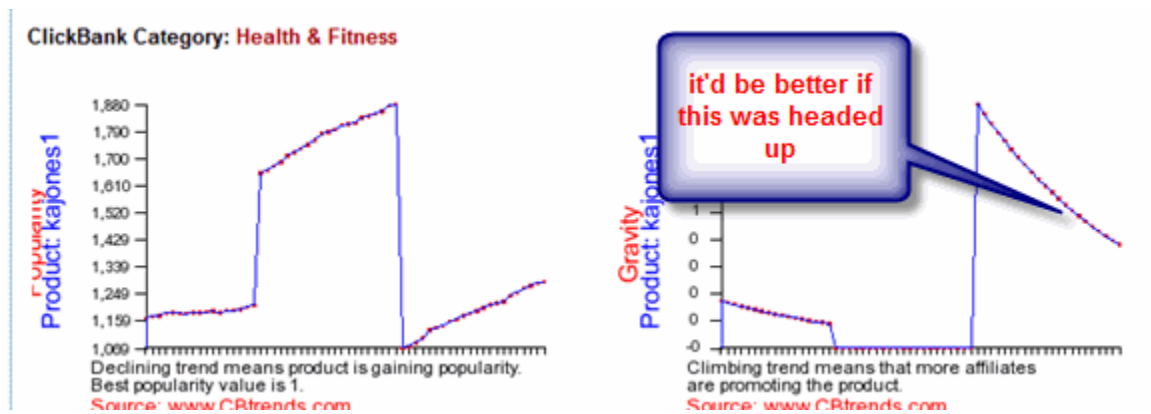 ClickBank Category: Health & Fitness
1,880
1,790
1,700
1,610
1,520
1,429
1,339
1,249
1,159
1,069
Popularity
Product: kajones1
Declining trend means product is gaining popularity.
Best popularity value is 1.
Source: www.CBtrends.com
it'd be better if
this was headed
up
1
0
0
0
0
-0
Gravity
Product: kajones1
Climbing trend means that more affiliates
are promoting the product.
Source: www.CBtrends.com